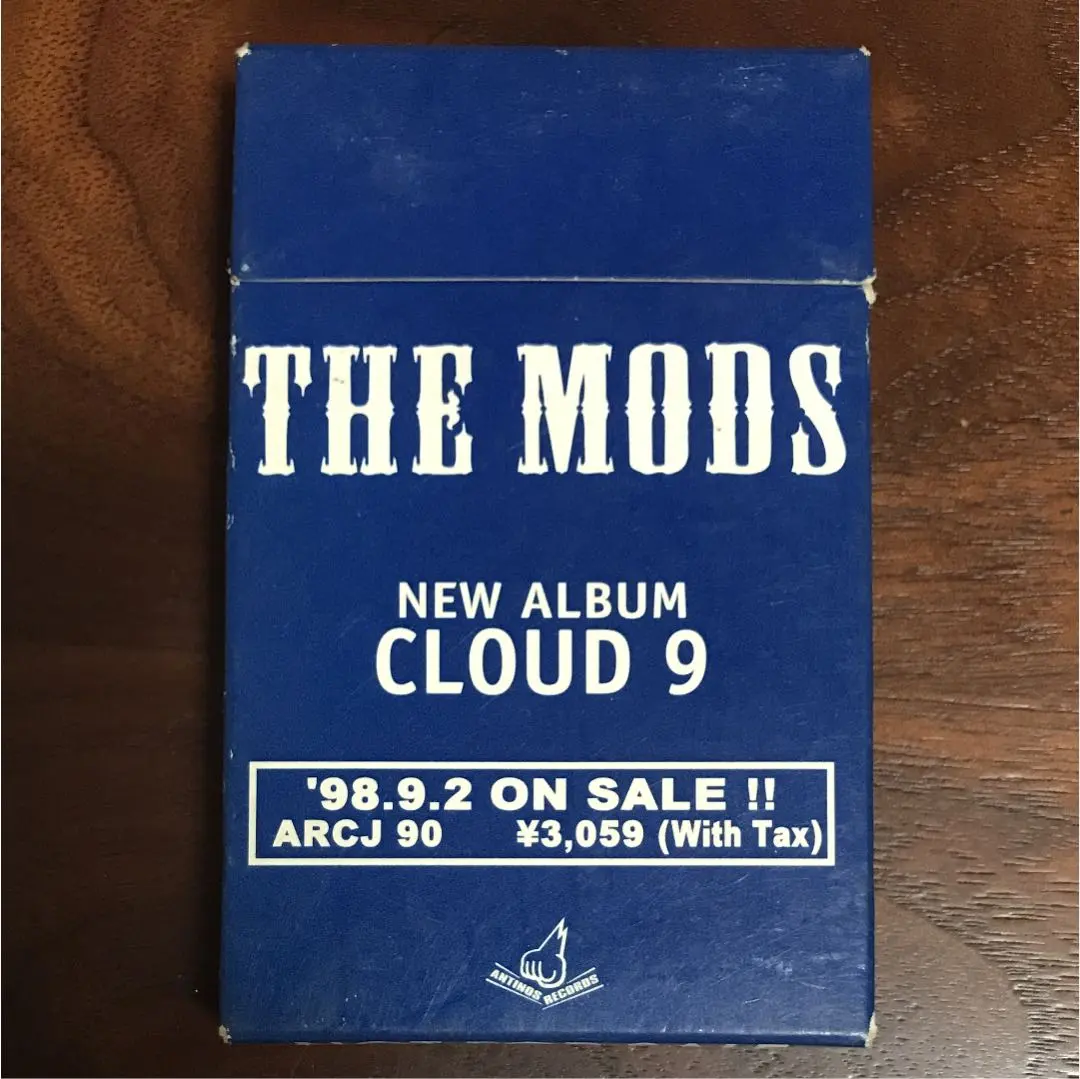 THE MODS
NEW ALBUM
CLOUD 9
'98.9.2 ON SALE !!
ARCJ 90 ¥3,059 (With Tax)
ANTINOS RECORDS